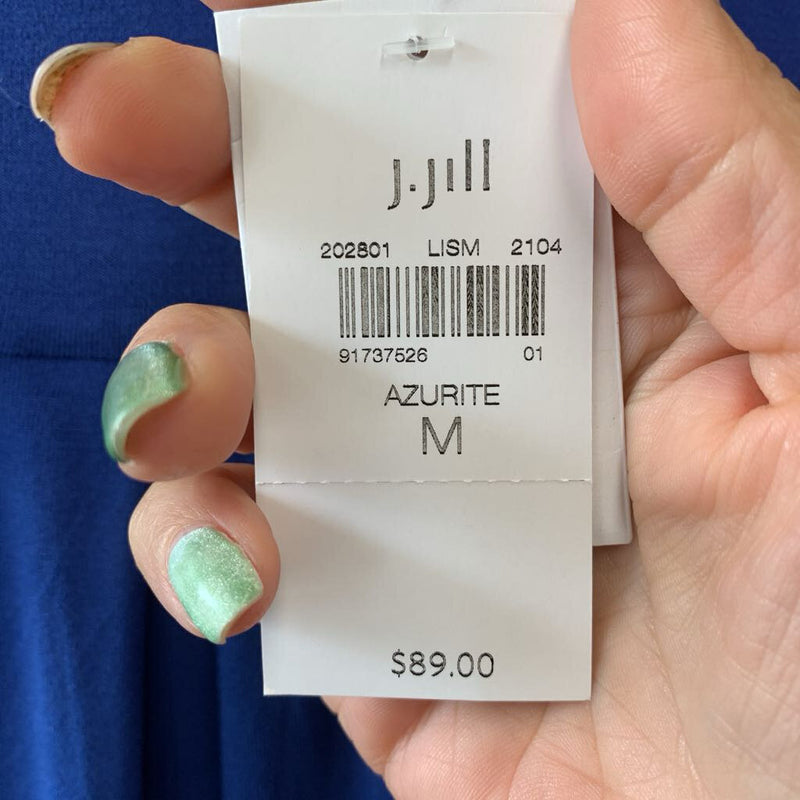 J.Jill
202801 LISM 2104
91737526 01
AZURITE
M
$89.00